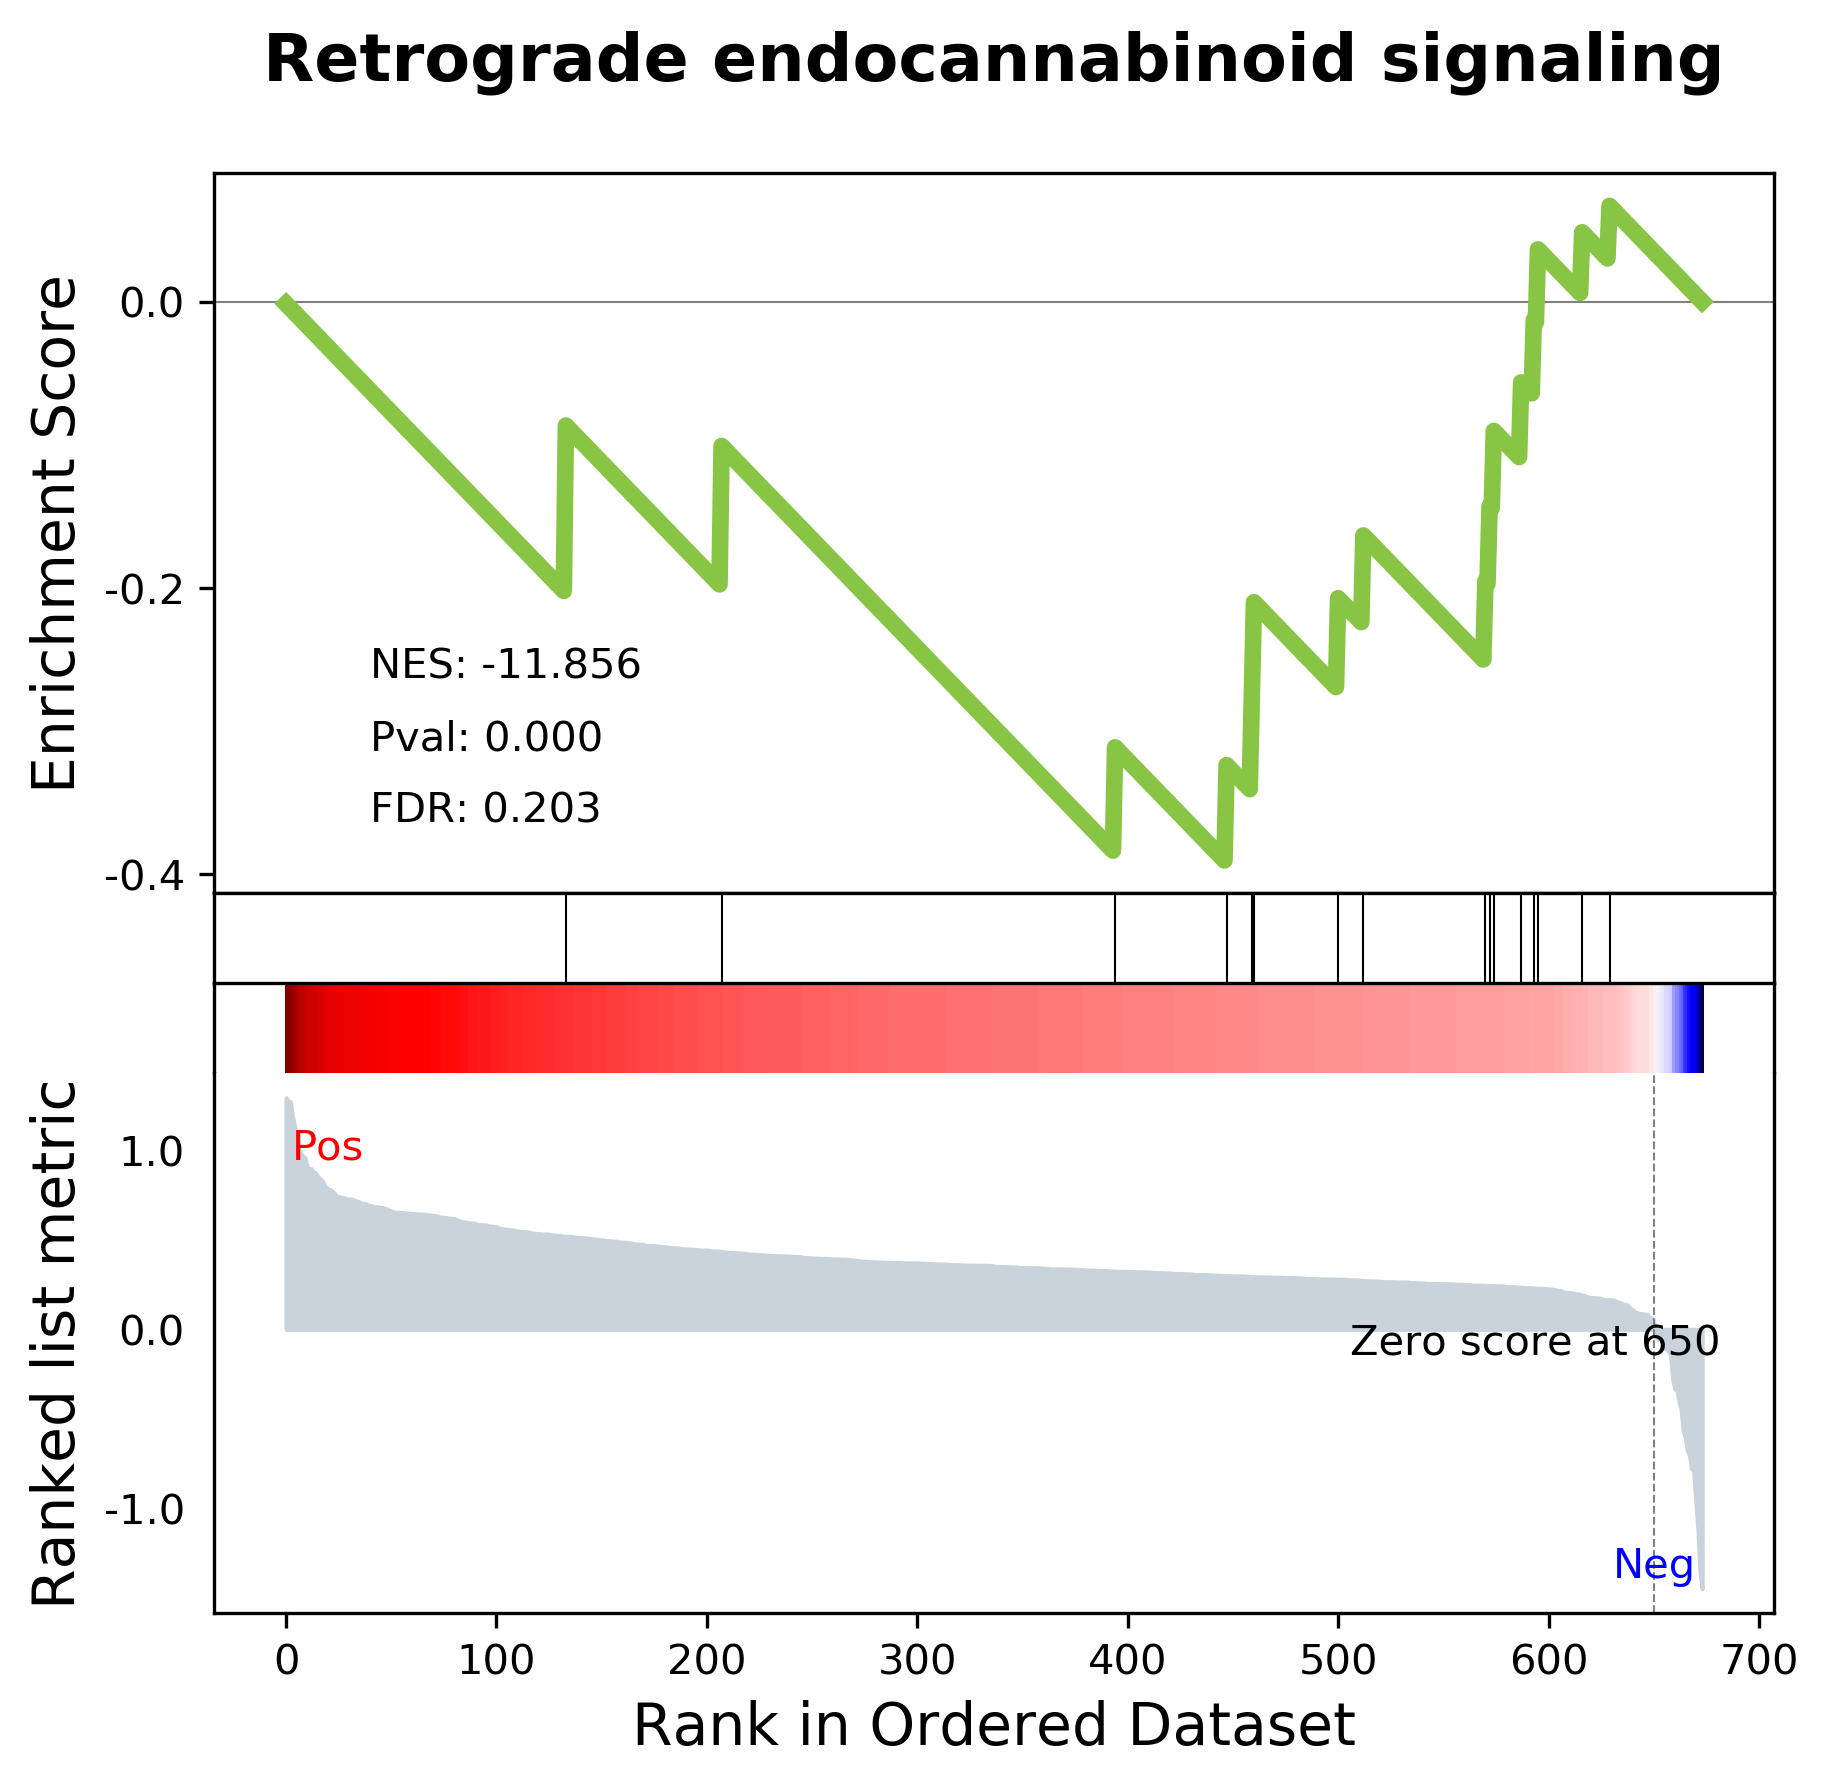 Retrograde endocannabinoid signaling
Enrichment Score
0.0
-0.2
-0.4
NES: -11.856
Pval: 0.000
FDR: 0.203
Ranked list metric
1.0
0.0
-1.0
Pos
Zero score at 650
Neg
0 100 200 300 400 500 600 700
Rank in Ordered Dataset